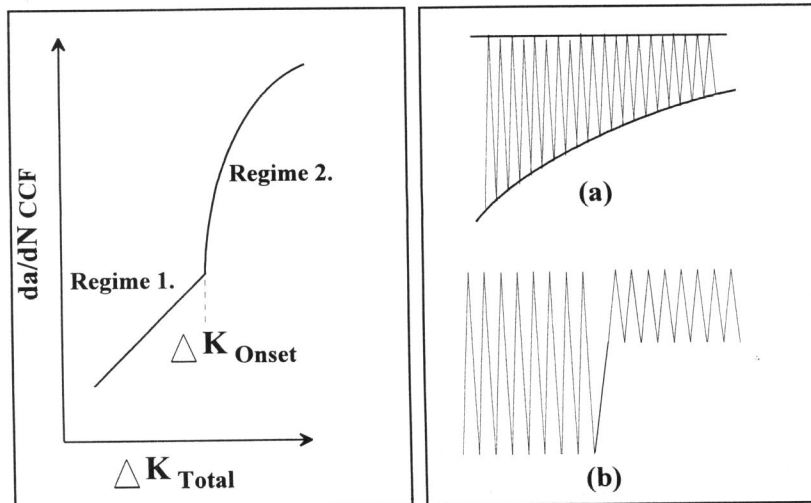 da/dN CCF
Regime 1.
Regime 2.
△ K Onset
△ K Total
(a)
(b)